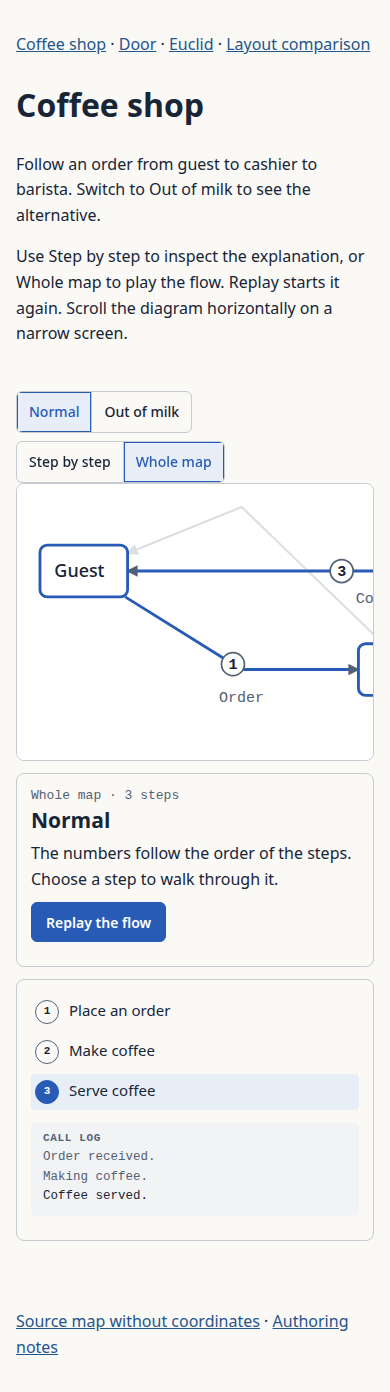 Coffee shop · Door · Euclid · Layout comparison
Coffee shop
Follow an order from guest to cashier to
barista. Switch to Out of milk to see the
alternative.
Use Step by step to inspect the explanation, or
Whole map to play the flow. Replay starts it
again. Scroll the diagram horizontally on a
narrow screen.
Normal
Out of milk
Step by step
Whole map
Guest
3
Co
1
Order
Whole map · 3 steps
Normal
The numbers follow the order of the steps.
Choose a step to walk through it.
Replay the flow
1 Place an order
2 Make coffee
3 Serve coffee
CALL LOG
Order received.
Making coffee.
Coffee served.
Source map without coordinates · Authoring
notes